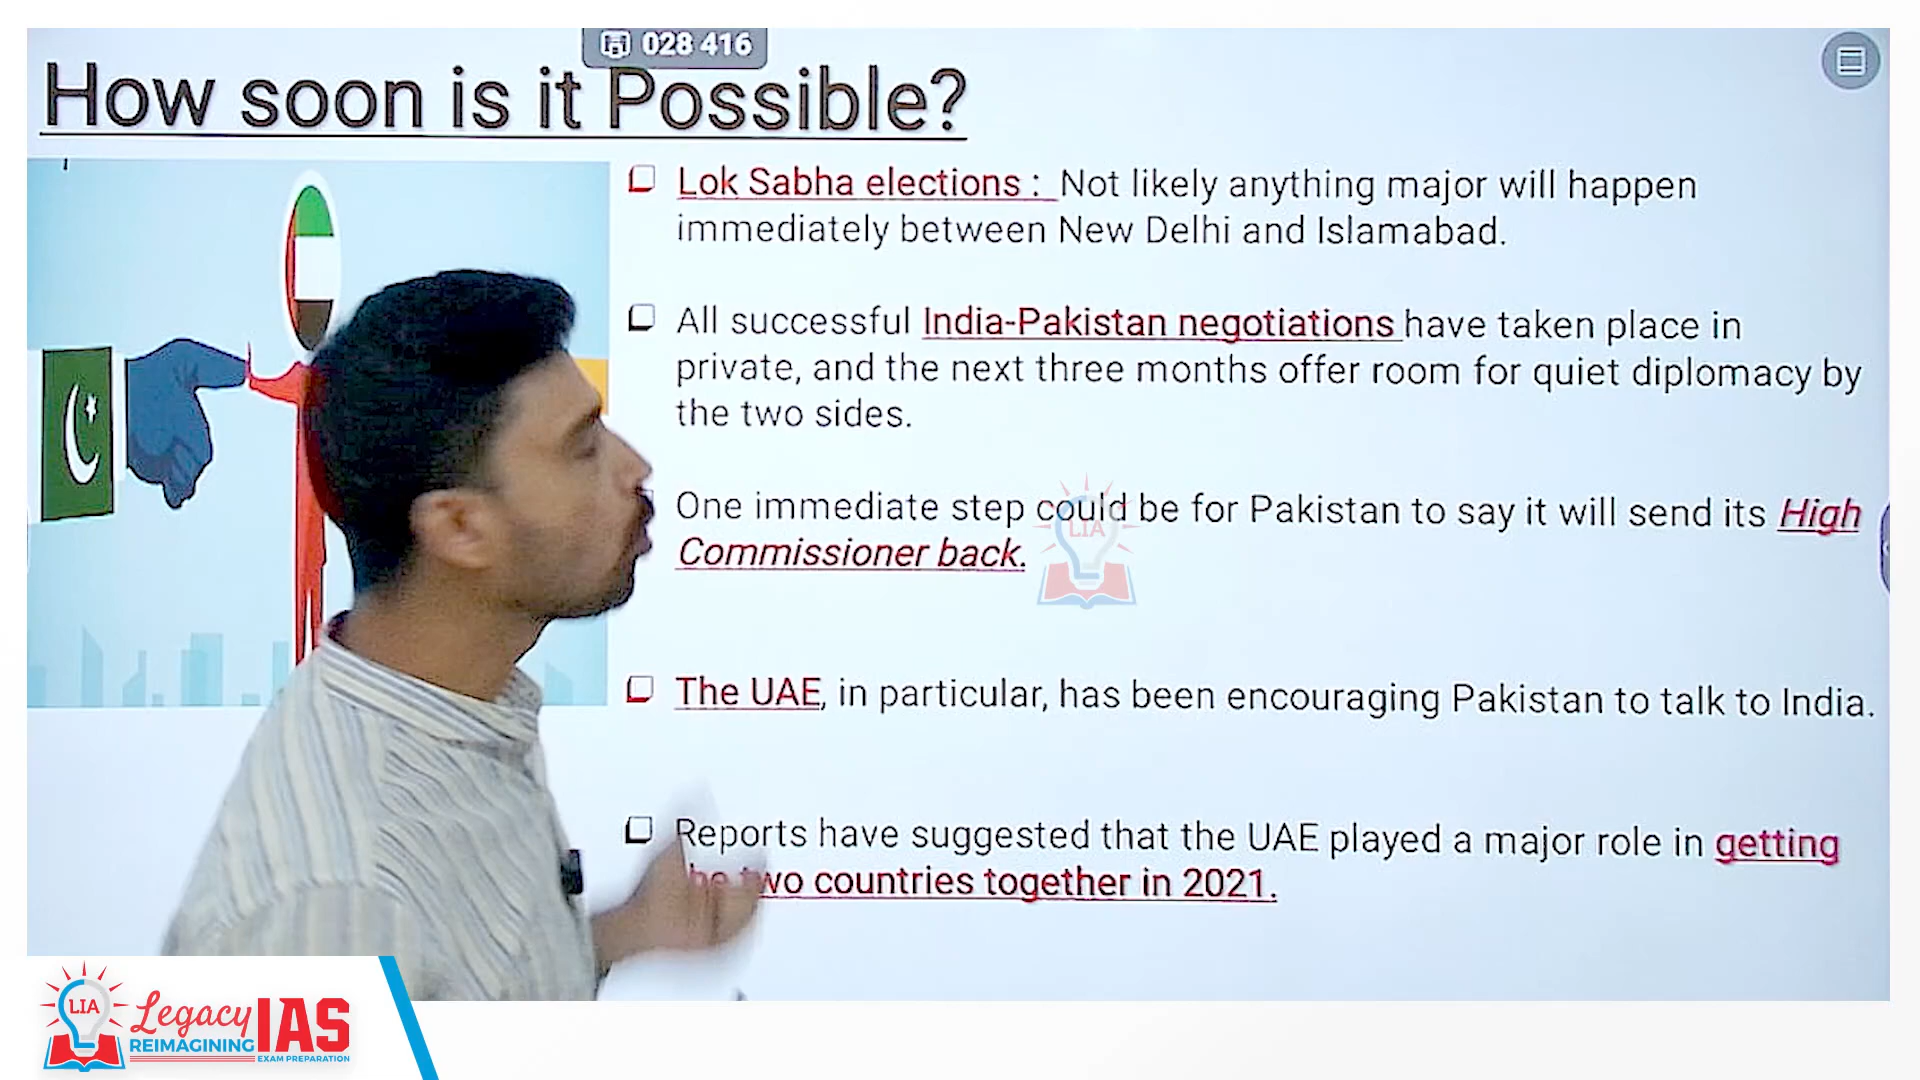 028 416
How soon is it Possible?
Lok Sabha elections : Not likely anything major will happen
immediately between New Delhi and Islamabad.
All successful India-Pakistan negotiations have taken place in
private, and the next three months offer room for quiet diplomacy by
the two sides.
One immediate step could be for Pakistan to say it will send its High
Commissioner back.
LIA
The UAE, in particular, has been encouraging Pakistan to talk to India.
Reports have suggested that the UAE played a major role in getting
two countries together in 2021.
LIA
Legacy IAS
REIMAGINING
EXAM PREPARATION